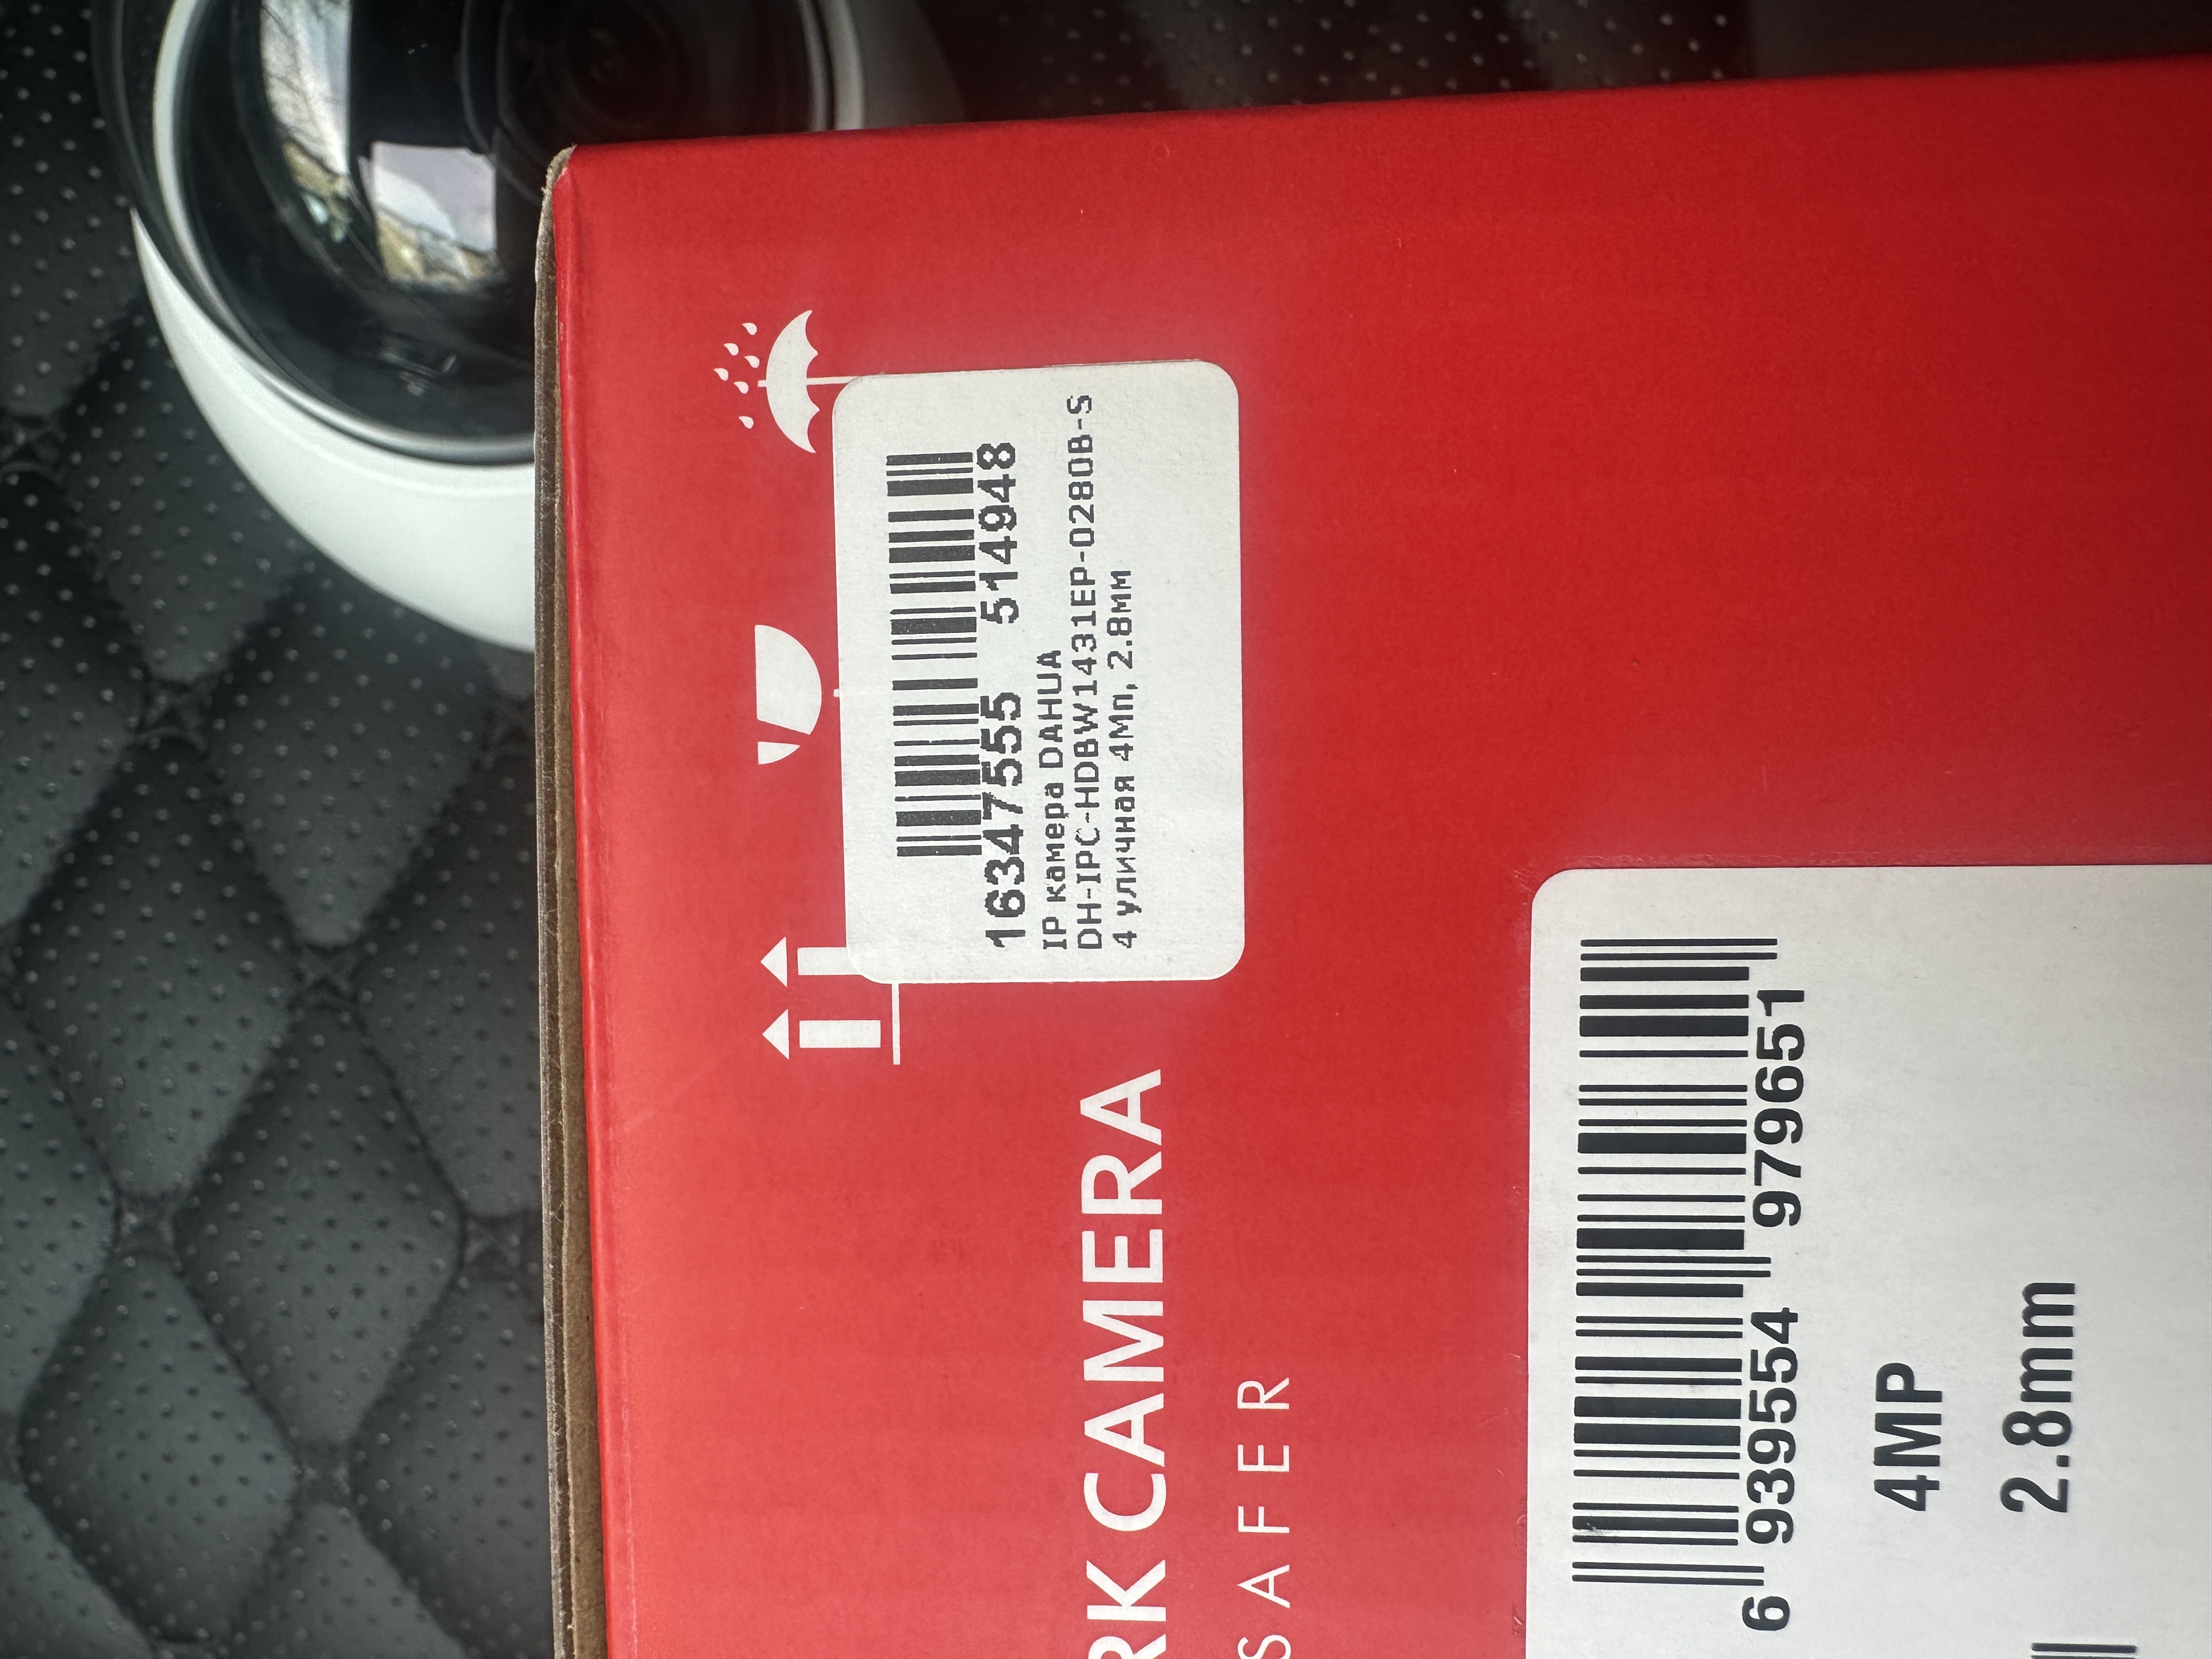 16347555 514948
IP камера DAHUA
DH-IPC-HDBW1431EP-0280B-S
4 уличная 4Мп, 2.8мм
RK CAMERA
SAFER
6 939554 979651
4MP
2.8mm